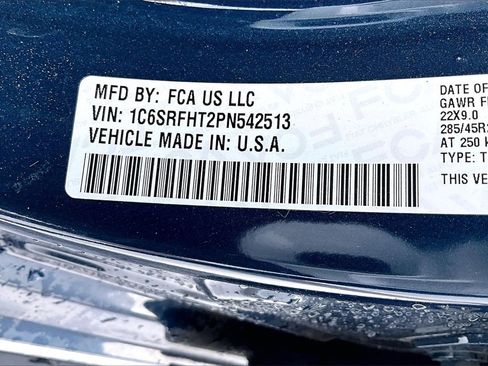 MFD BY: FCA US LLC
VIN: 1C6SRFHT2PN542513
VEHICLE MADE IN: U.S.A.
DATE OF
GAWR F
22X9.0
285/45R2
AT 250 k
TYPE: T
THIS VE